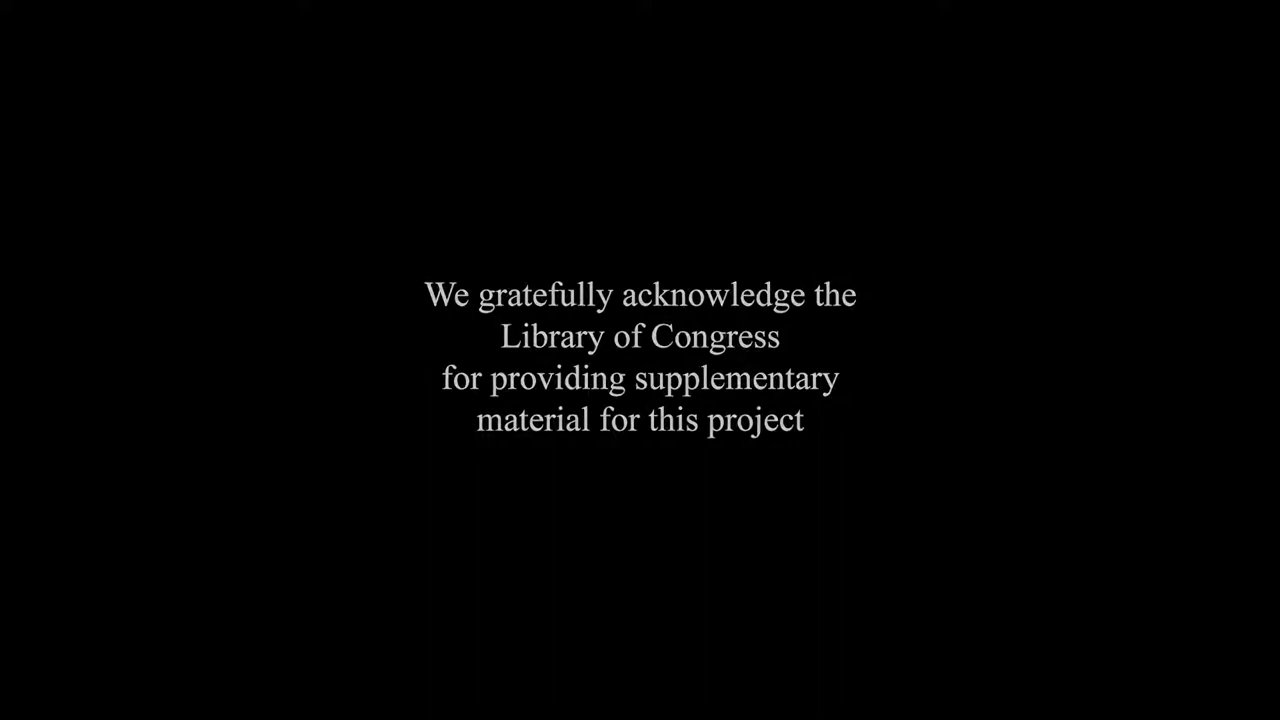 We gratefully acknowledge the
Library of Congress
for providing supplementary
material for this project